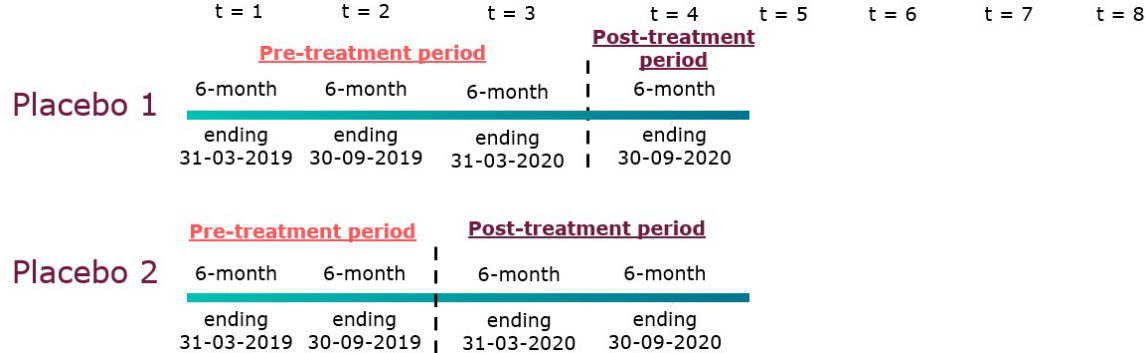 t = 1 t = 2 t = 3 t = 4 t = 5 t = 6 t = 7 t = 8
Pre-treatment period
Post-treatment
period
Placebo 1
6-month 6-month 6-month 6-month
ending ending ending ending
31-03-2019 30-09-2019 31-03-2020 30-09-2020
Pre-treatment period Post-treatment period
Placebo 2
6-month 6-month 6-month 6-month
ending ending ending ending
31-03-2019 30-09-2019 31-03-2020 30-09-2020